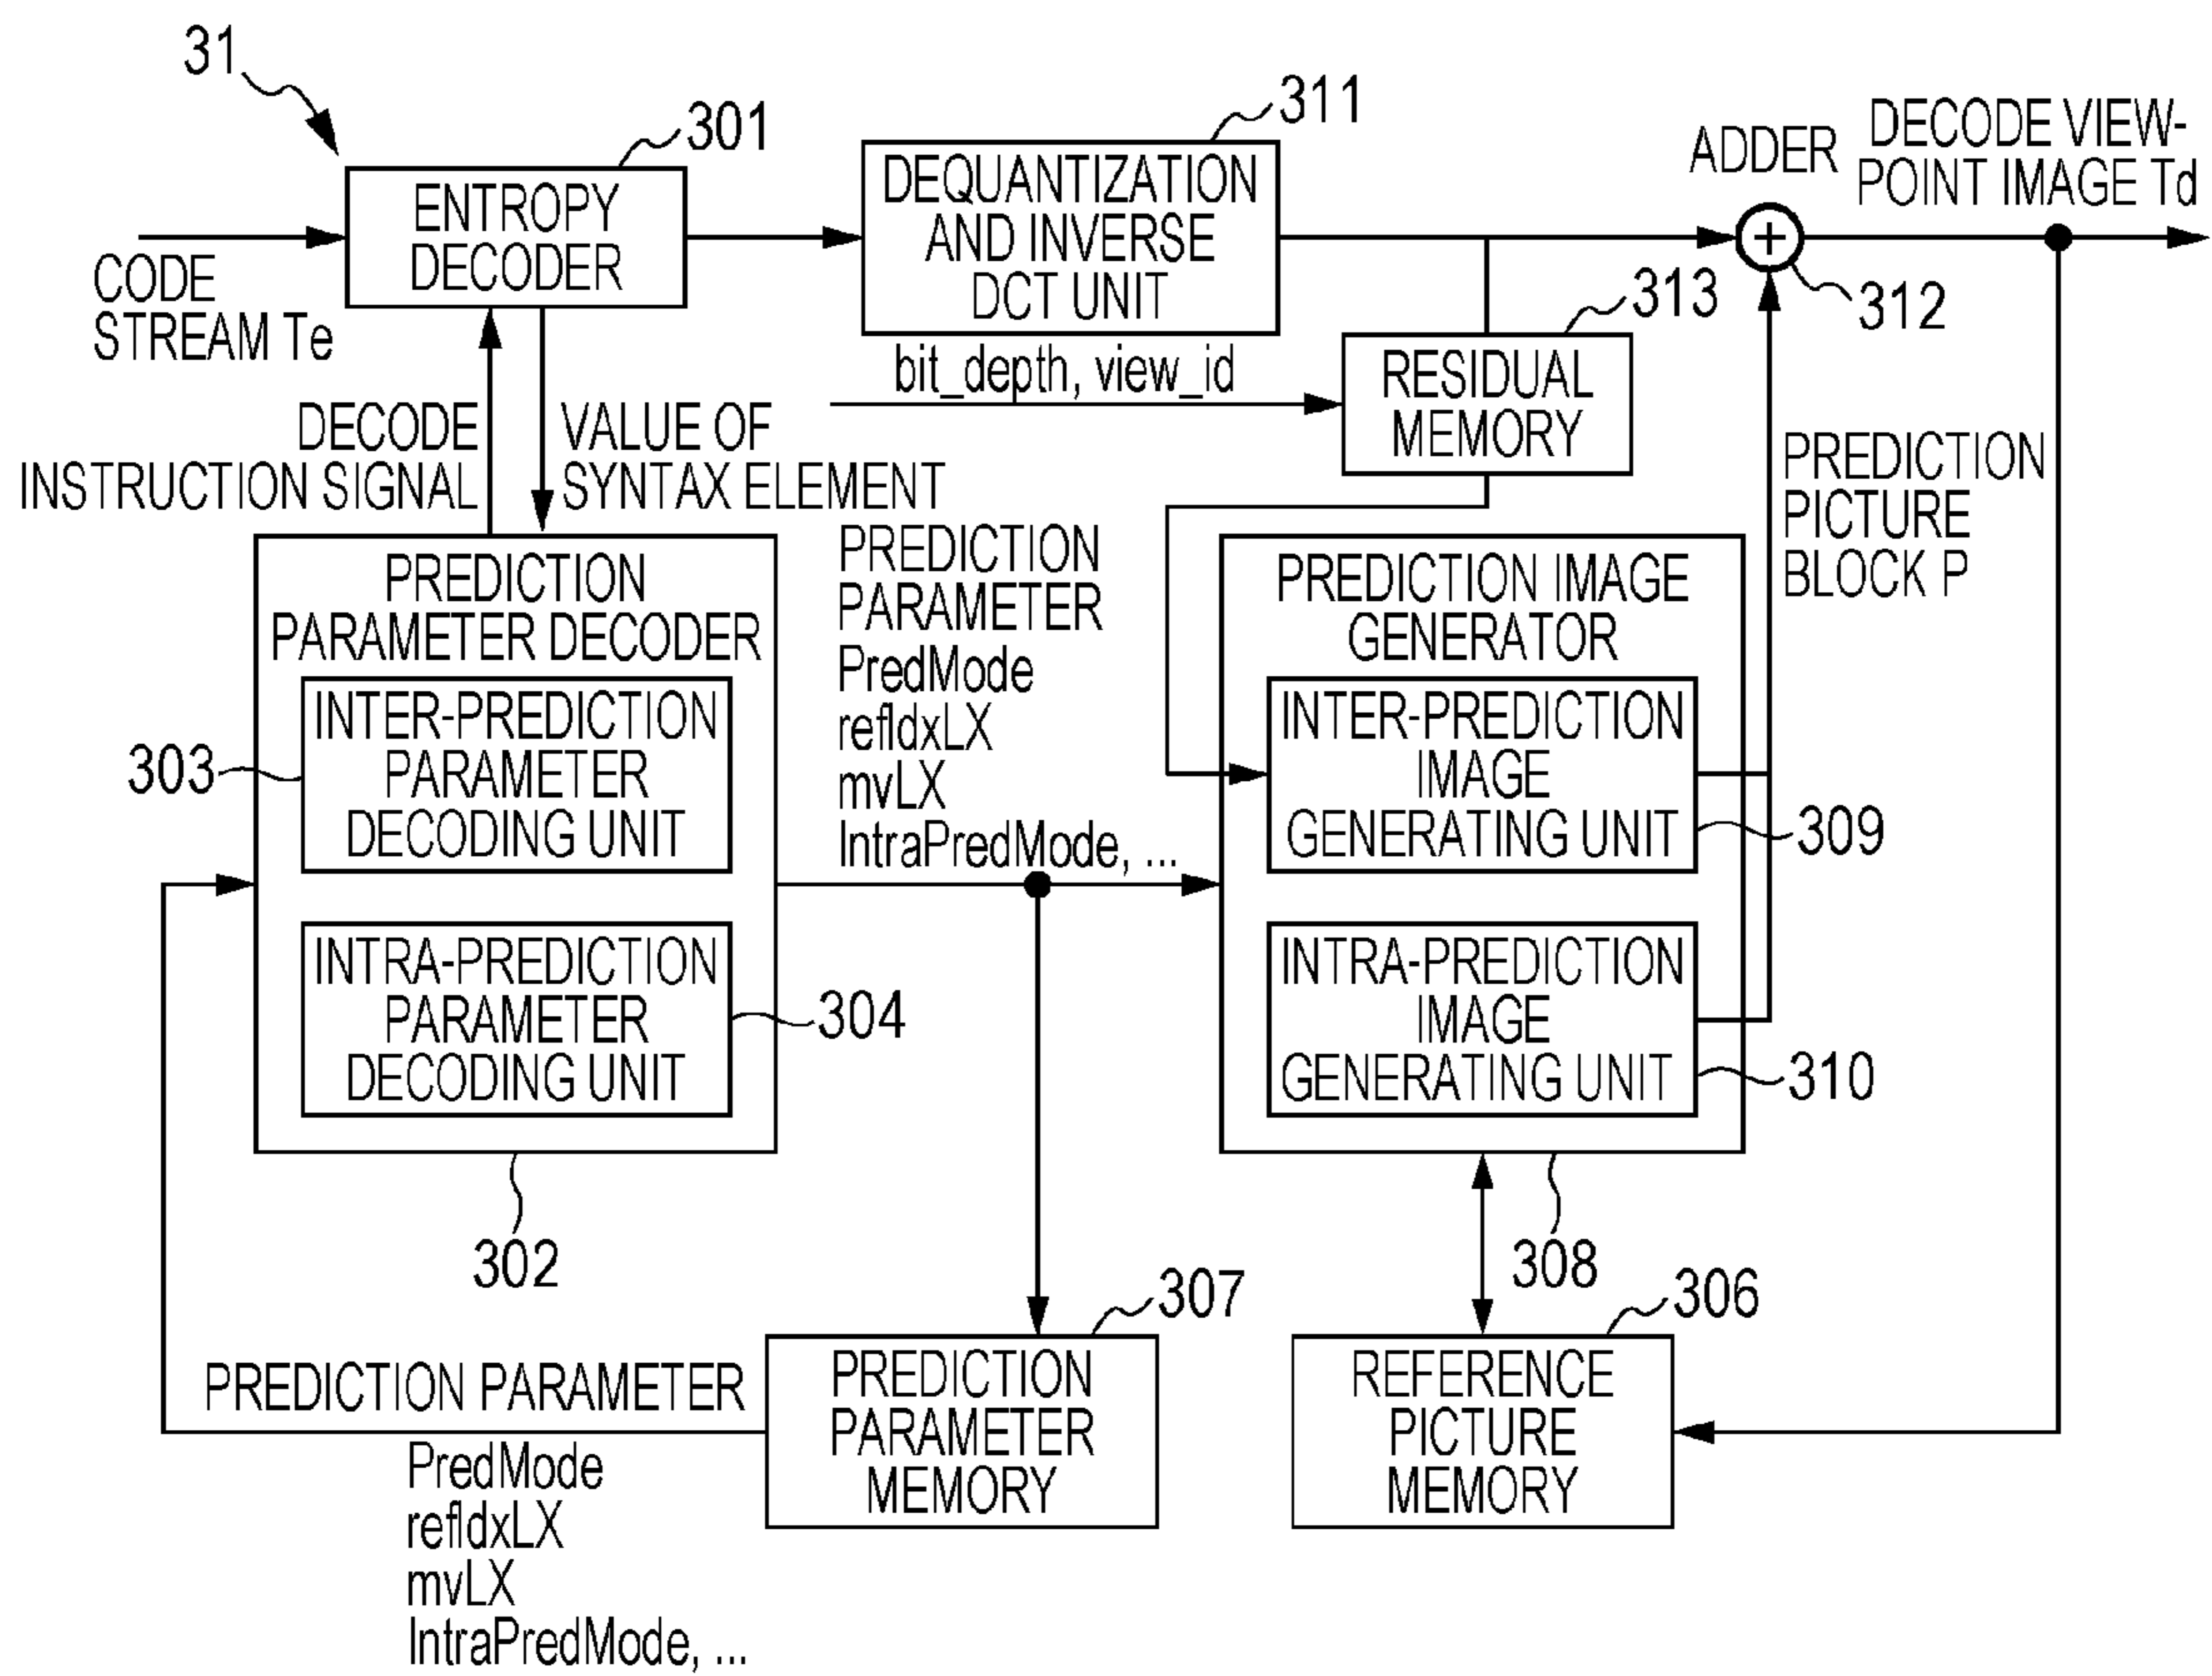 31
301
ENTROPY
DECODER
CODE
STREAM Te
311
DEQUANTIZATION
AND INVERSE
DCT UNIT
ADDER
DECODE VIEW-
POINT IMAGE Td
+
312
313
bit_depth, view_id
RESIDUAL
MEMORY
DECODE
INSTRUCTION SIGNAL
VALUE OF
SYNTAX ELEMENT
PREDICTION
PICTURE
BLOCK P
PREDICTION
PARAMETER DECODER
303
INTER-PREDICTION
PARAMETER
DECODING UNIT
INTRA-PREDICTION
PARAMETER
DECODING UNIT
304
302
PREDICTION
PARAMETER
PredMode
refIdxLX
mvLX
IntraPredMode, ...
PREDICTION IMAGE
GENERATOR
INTER-PREDICTION
IMAGE
GENERATING UNIT
309
INTRA-PREDICTION
IMAGE
GENERATING UNIT
310
308
307
PREDICTION
PARAMETER
MEMORY
306
REFERENCE
PICTURE
MEMORY
PREDICTION PARAMETER
PredMode
refIdxLX
mvLX
IntraPredMode, ...